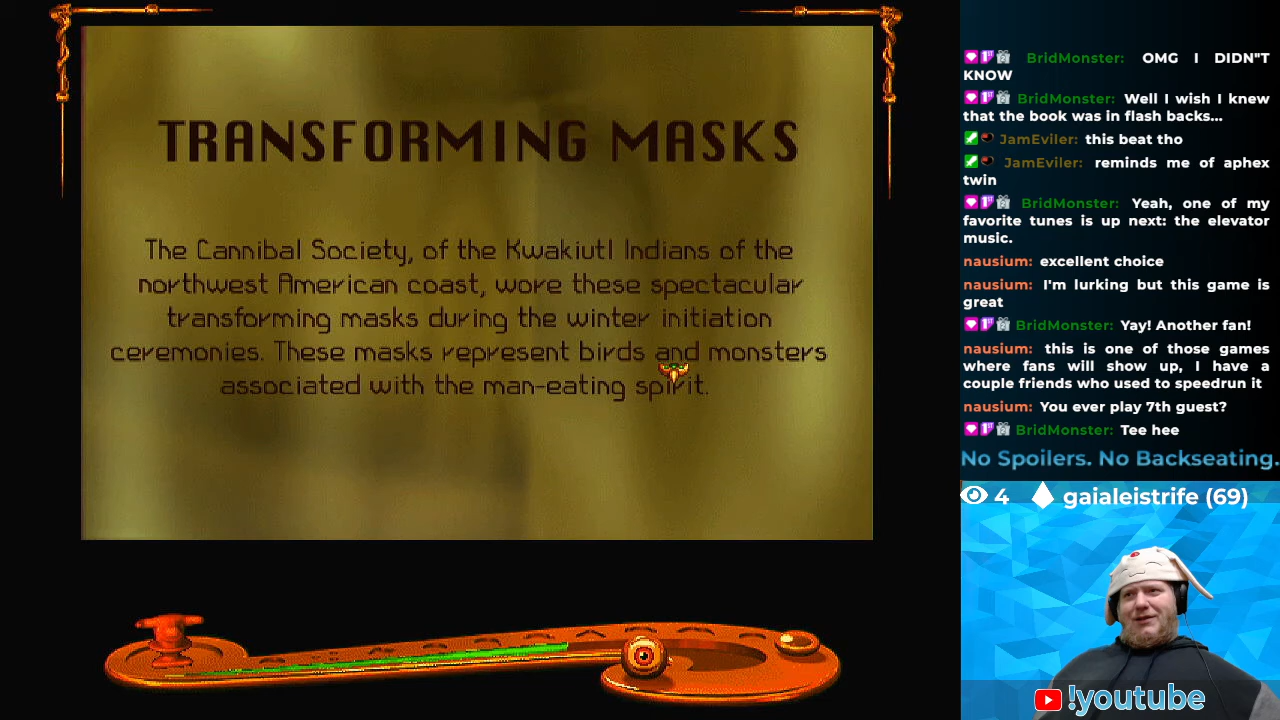 TRANSFORMING MASKS
The Cannibal Society, of the Kwakiutl Indians of the
northwest American coast, wore these spectacular
transforming masks during the winter initiation
ceremonies. These masks represent birds and monsters
associated with the man-eating spirit.
BridMonster: OMG I DIDN"T
KNOW
BridMonster: Well I wish I knew
that the book was in flash backs...
JamEviler: this beat tho
JamEviler: reminds me of aphex
twin
BridMonster: Yeah, one of my
favorite tunes is up next: the elevator
music.
nausium: excellent choice
nausium: I'm lurking but this game is
great
BridMonster: Yay! Another fan!
nausium: this is one of those games
where fans will show up, I have a
couple friends who used to speedrun it
nausium: You ever play 7th guest?
BridMonster: Tee hee
No Spoilers. No Backseating.
4 gaialeistrife (69)
!youtube